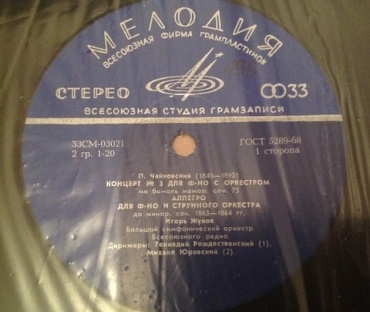 МЕЛОДИЯ
ВСЕСОЮЗНАЯ ФИРМА ГРАМПЛАСТИНОК
СТЕРЕО
33
ВСЕСОЮЗНАЯ СТУДИЯ ГРАМЗАПИСИ
33СМ-03021 ГОСТ 5289-68
2 гр. 1-20 1 сторона
П. Чайковский (1840—1893)
КОНЦЕРТ № 3 ДЛЯ Ф-НО С ОРКЕСТРОМ
ми бемоль мажор, соч. 75
АЛЛЕГРО
ДЛЯ Ф-НО И СТРУННОГО ОРКЕСТРА
до минор, соч. 1863—1864 гг.
Игорь Жуков
Большой симфонический оркестр
Всесоюзного радио
Дирижеры: Геннадий Рождественский (1),
Михаил Юровский (2)